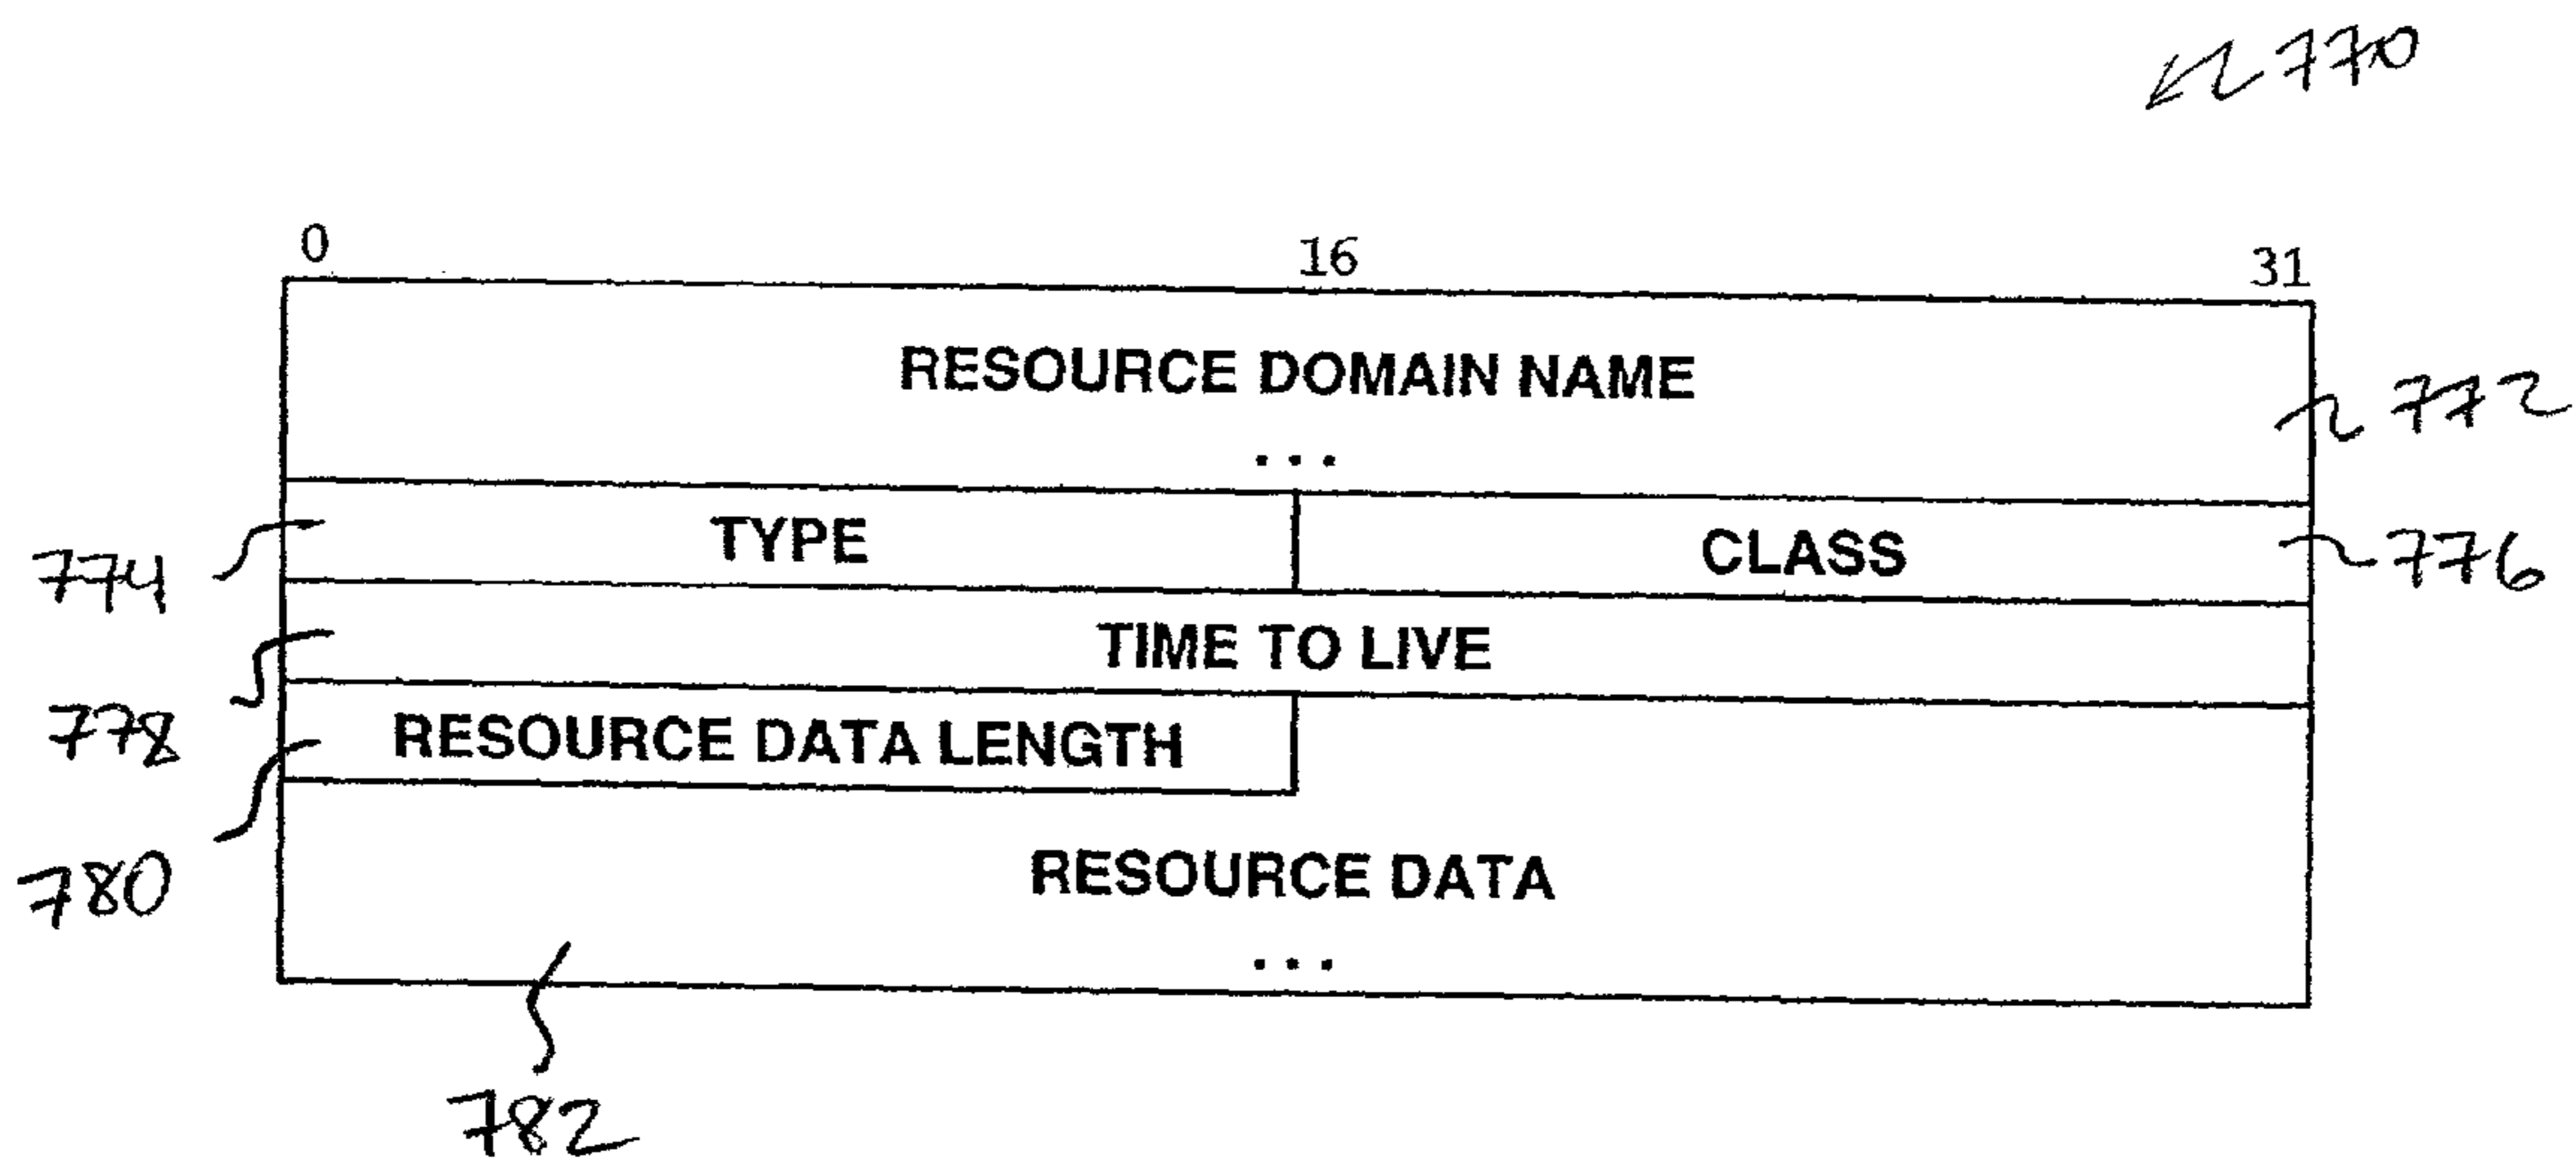 770
0 16 31
RESOURCE DOMAIN NAME
772
...
TYPE CLASS
774 776
TIME TO LIVE
778
RESOURCE DATA LENGTH
780
RESOURCE DATA
...
782